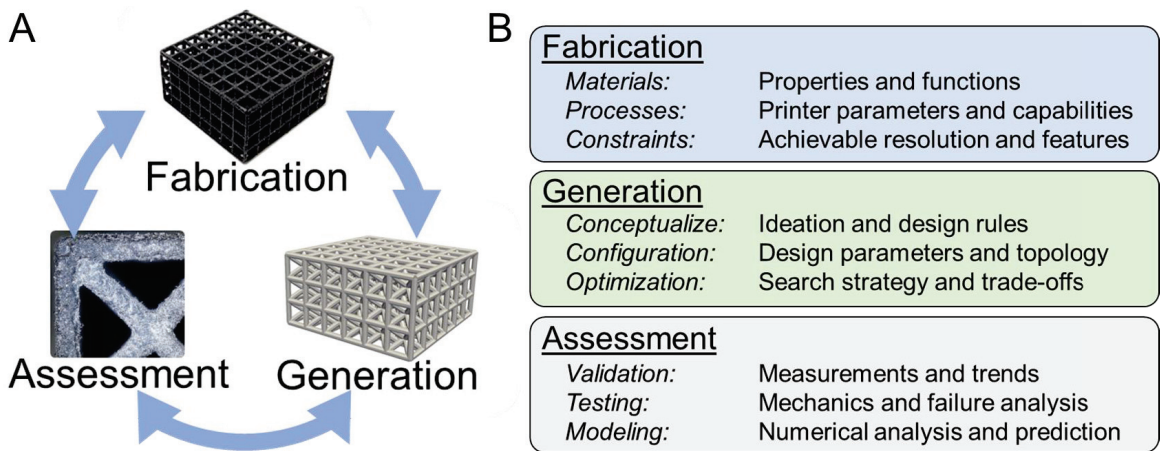 A
Fabrication
Assessment
Generation
B
Fabrication
Materials: Properties and functions
Processes: Printer parameters and capabilities
Constraints: Achievable resolution and features
Generation
Conceptualize: Ideation and design rules
Configuration: Design parameters and topology
Optimization: Search strategy and trade-offs
Assessment
Validation: Measurements and trends
Testing: Mechanics and failure analysis
Modeling: Numerical analysis and prediction